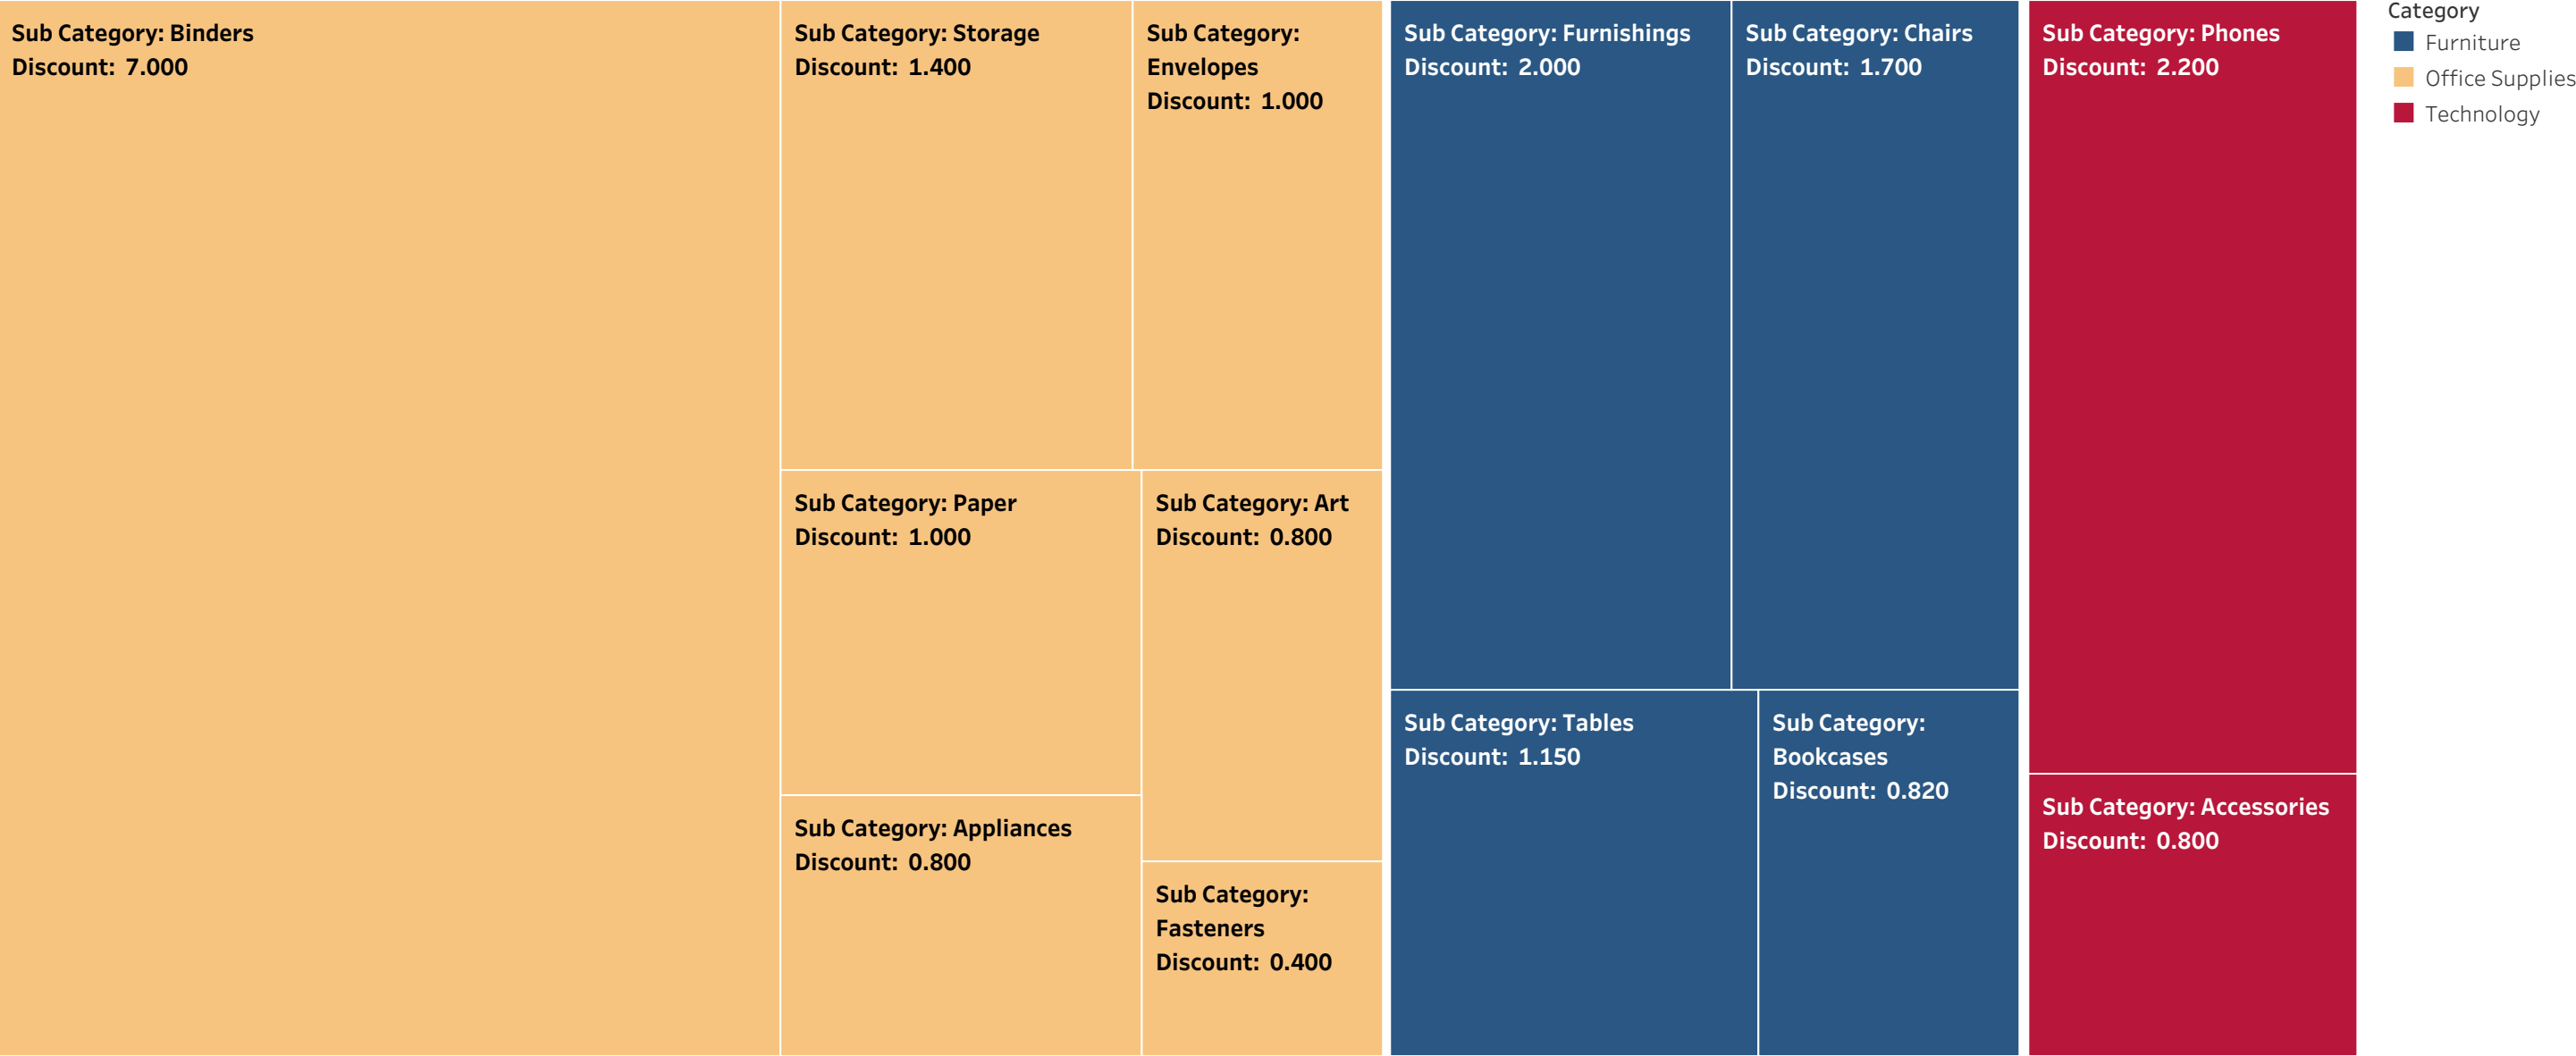 Sub Category: Binders
Discount: 7.000
Sub Category: Storage
Discount: 1.400
Sub Category:
Envelopes
Discount: 1.000
Sub Category: Paper
Discount: 1.000
Sub Category: Art
Discount: 0.800
Sub Category: Appliances
Discount: 0.800
Sub Category:
Fasteners
Discount: 0.400
Sub Category: Furnishings
Discount: 2.000
Sub Category: Chairs
Discount: 1.700
Sub Category: Tables
Discount: 1.150
Sub Category:
Bookcases
Discount: 0.820
Sub Category: Phones
Discount: 2.200
Sub Category: Accessories
Discount: 0.800
Category
Furniture
Office Supplies
Technology